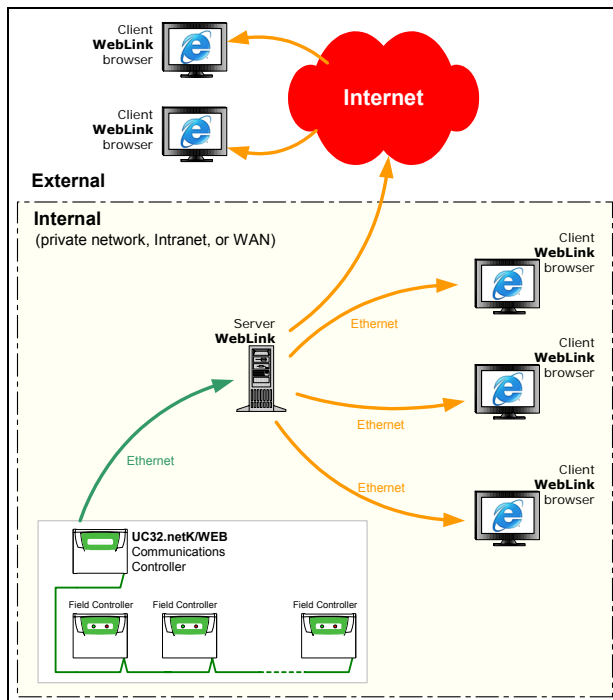 Client
WebLink
browser
Client
WebLink
browser
Internet
External
Internal
(private network, Intranet, or WAN)
Client
WebLink
browser
Ethernet
Server
WebLink
Client
WebLink
browser
Ethernet
Ethernet
Ethernet
Client
WebLink
browser
UC32.netK/WEB
Communications
Controller
Field Controller
Field Controller
Field Controller